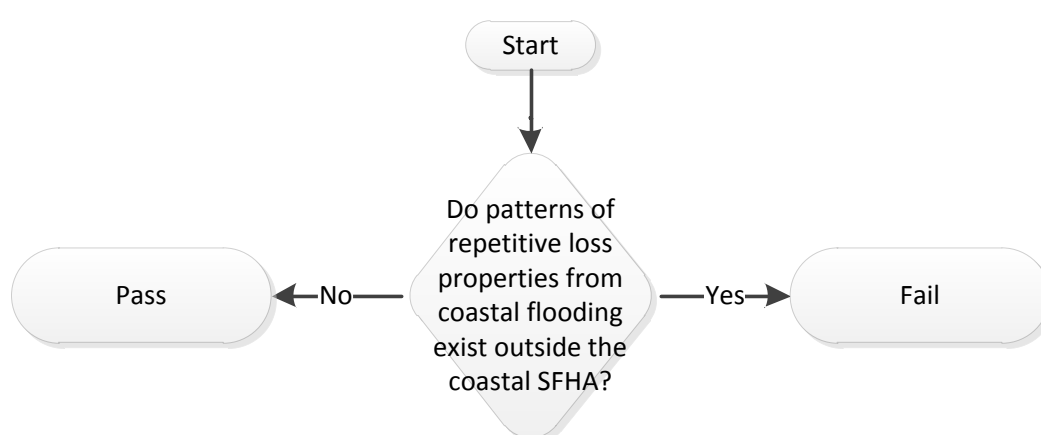 Start
Do patterns of
repetitive loss
properties from
coastal flooding
exist outside the
coastal SFHA?
Pass
No
Yes
Fail